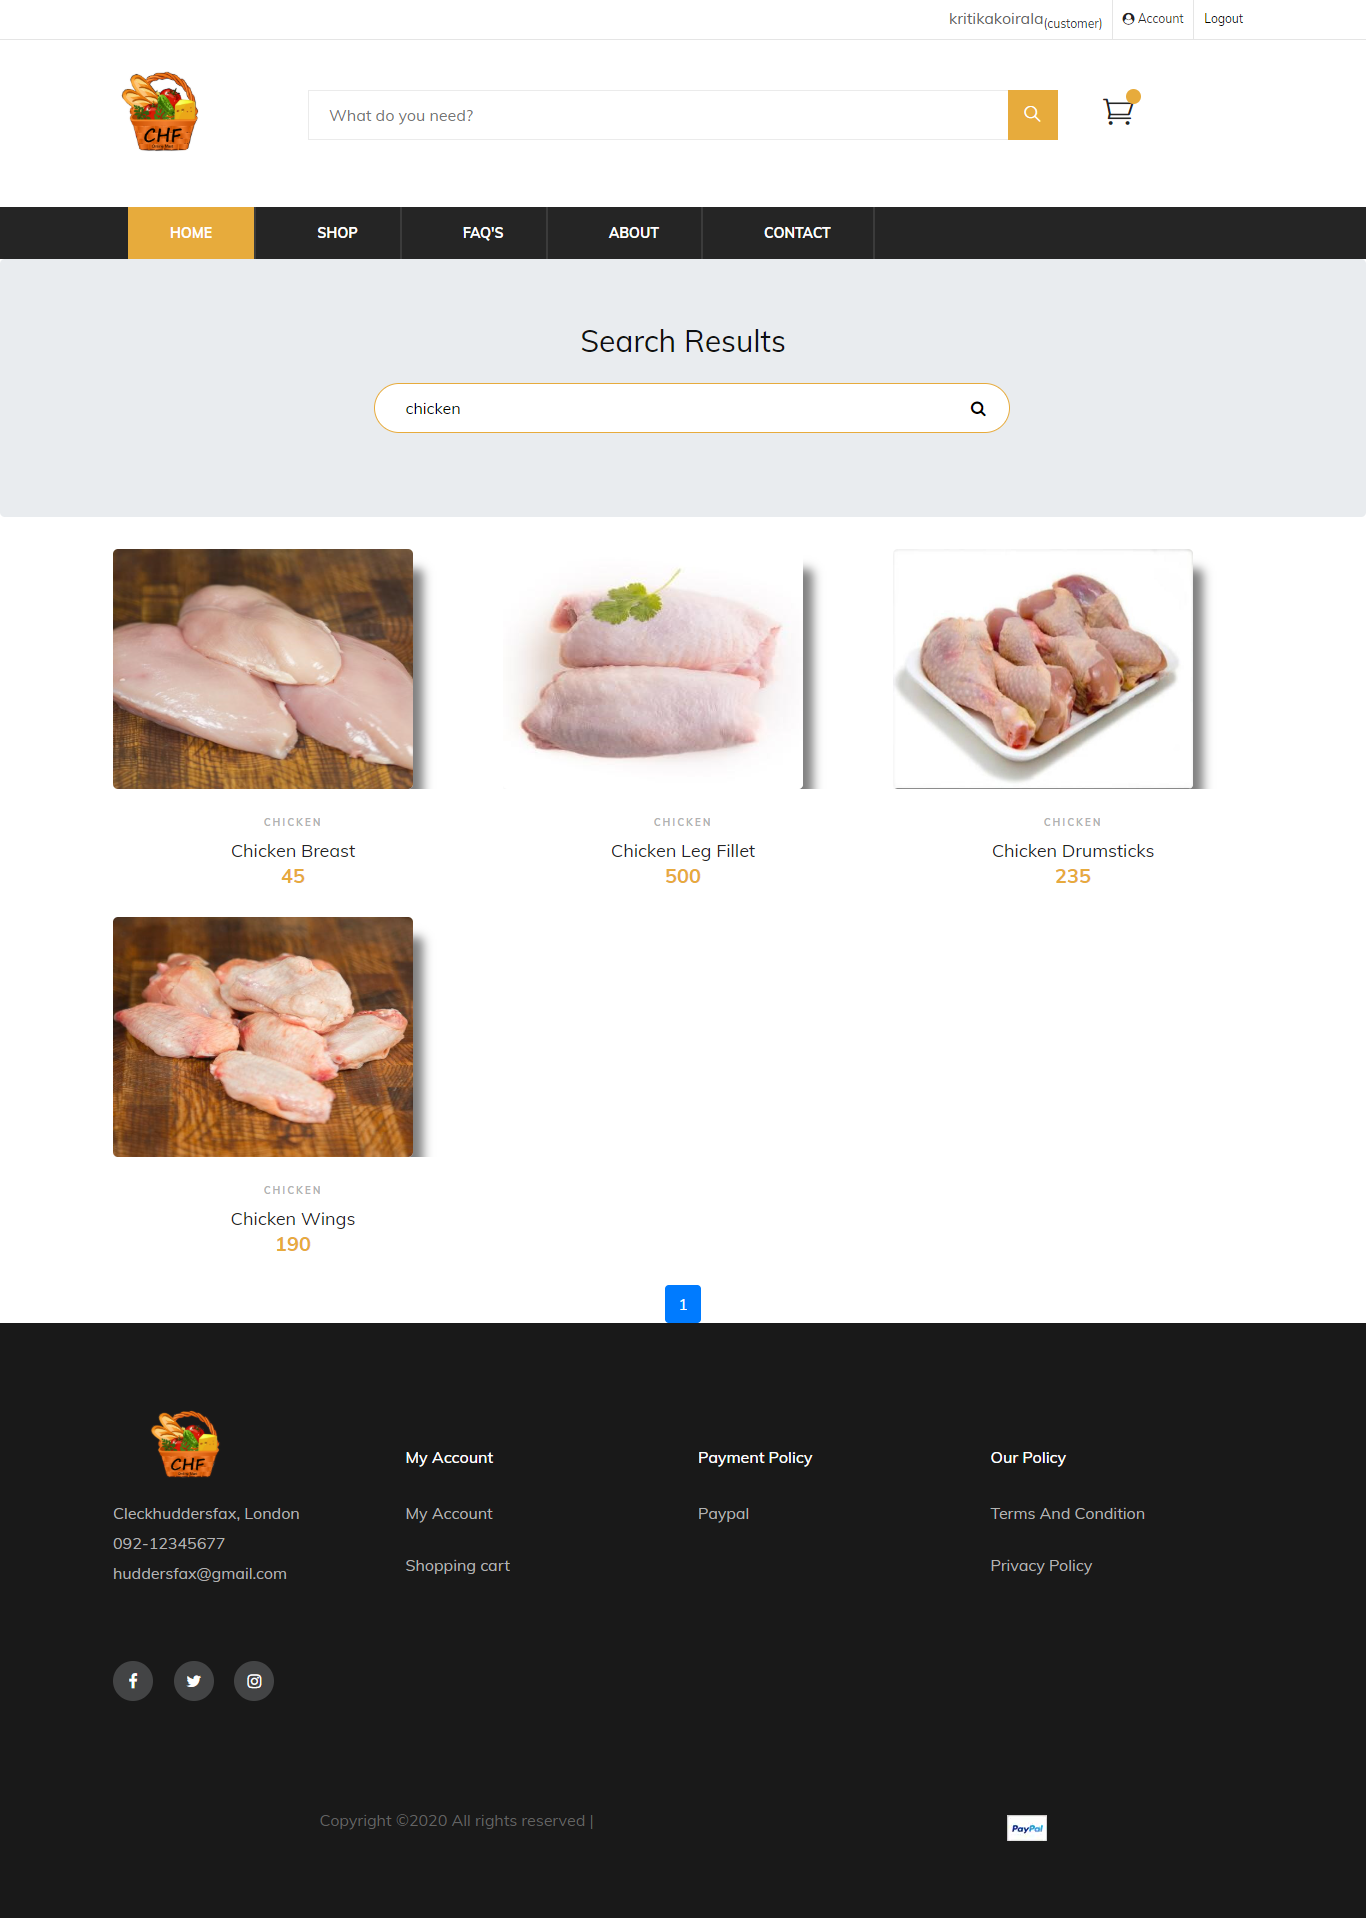 kritikakoirala(customer) Account Logout
CHF
What do you need?
HOME SHOP FAQ'S ABOUT CONTACT
Search Results
chicken
CHICKEN CHICKEN CHICKEN
Chicken Breast Chicken Leg Fillet Chicken Drumsticks
45 500 235
CHICKEN
Chicken Wings
190
1
CHF
My Account Payment Policy Our Policy
Cleckhuddersfax, London My Account Paypal Terms And Condition
092-12345677
Shopping cart Privacy Policy
huddersfax@gmail.com
Copyright ©2020 All rights reserved |
PayPal